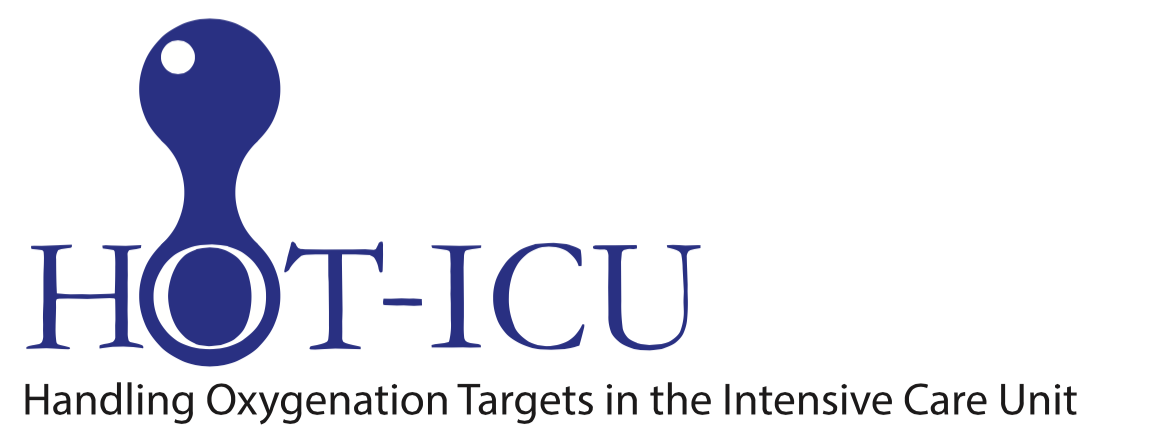 HOT-ICU
Handling Oxygenation Targets in the Intensive Care Unit